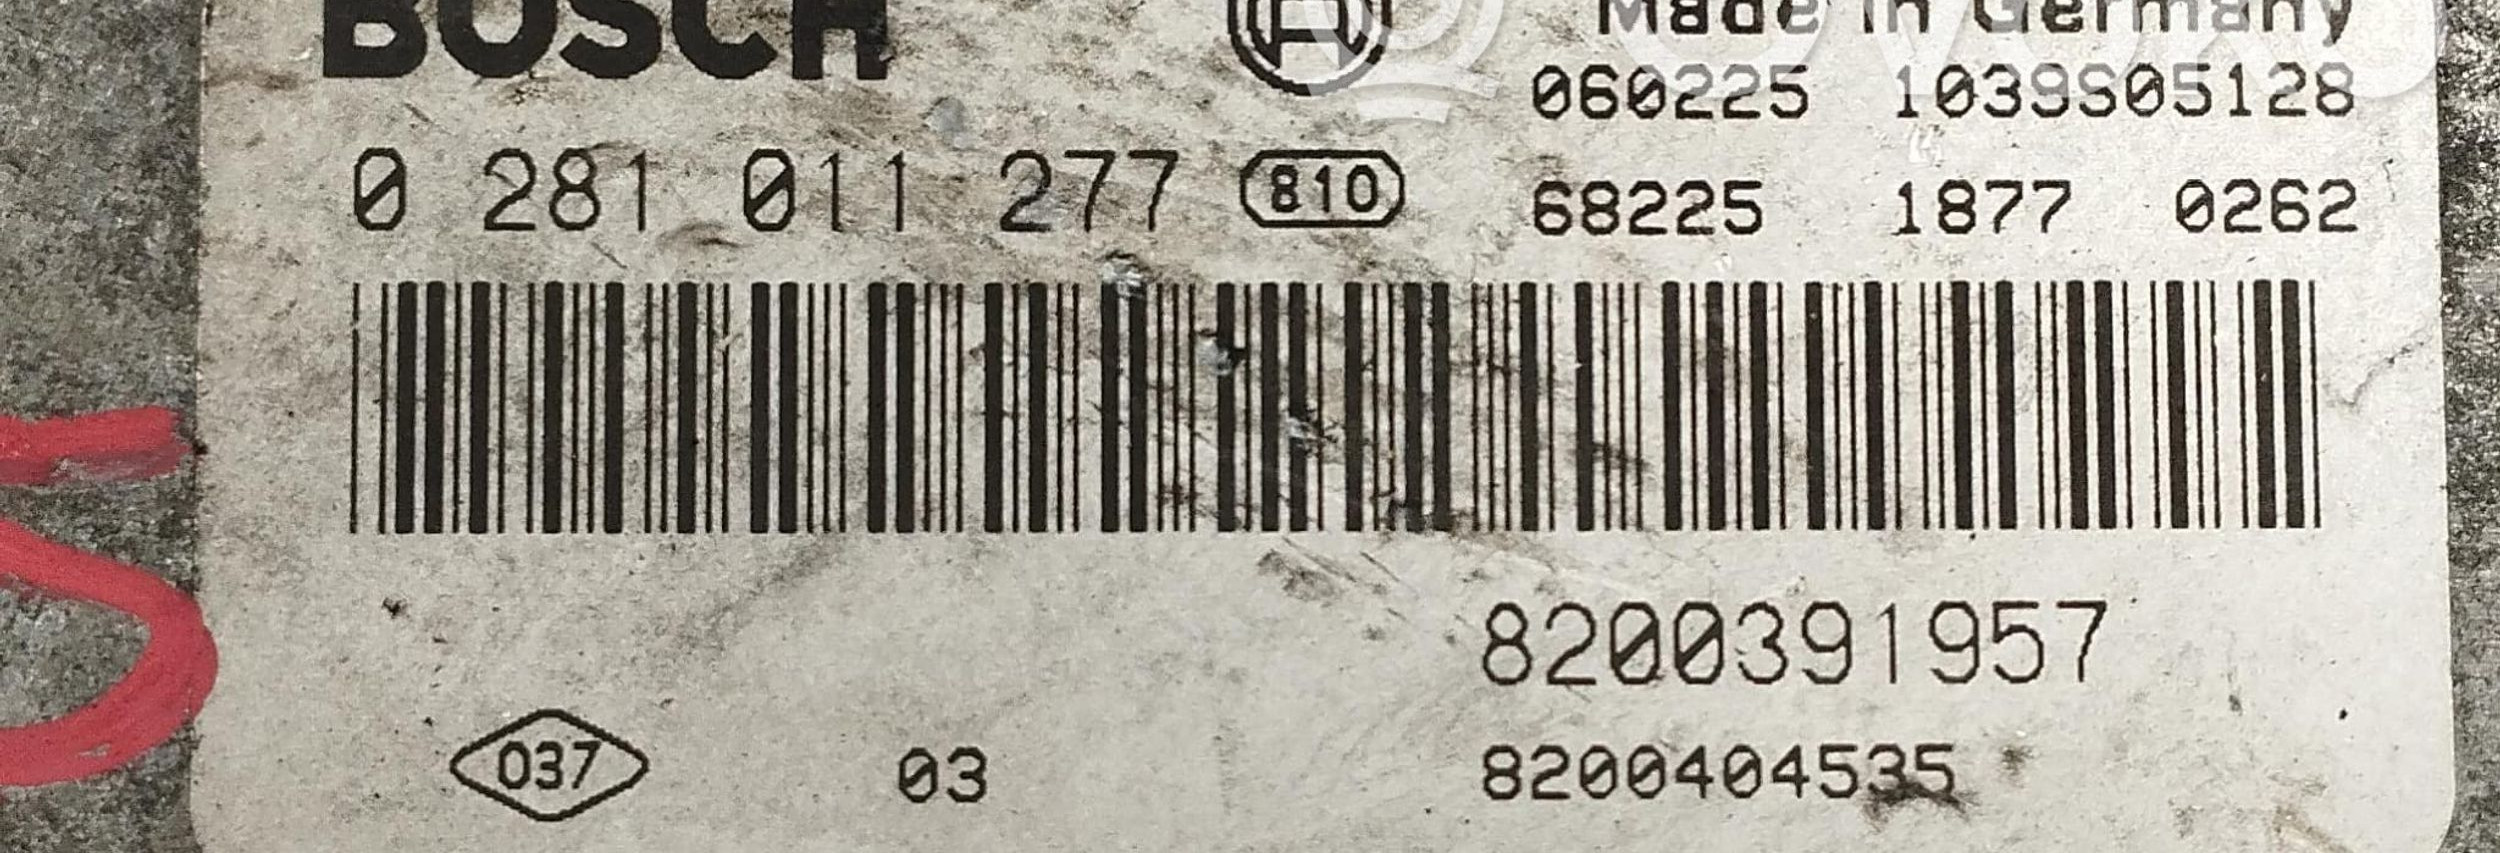 BOSCH
Made in Germany
060225 1039S05128
0 281 011 277 810
68225 1877 0262
8200391957
037 03 8200404535